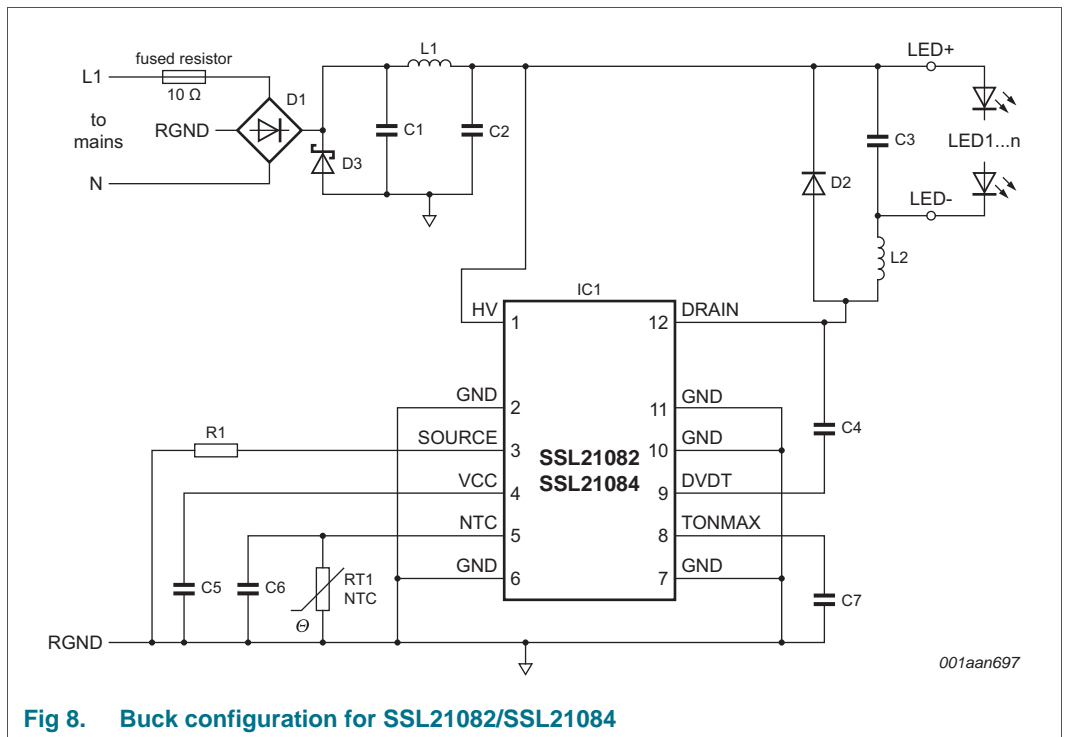 L1
fused resistor
10 Ω
to
mains
RGND
N
D1
D3
C1
L1
C2
LED+
LED1...n
LED-
C3
D2
L2
IC1
HV
1
DRAIN
12
GND
2
GND
11
SOURCE
3
GND
10
VCC
4
DVDT
9
NTC
5
TONMAX
8
GND
6
GND
7
SSL21082
SSL21084
R1
C4
C5
C6
RT1
NTC
Θ
C7
RGND
001aan697
Fig 8. Buck configuration for SSL21082/SSL21084